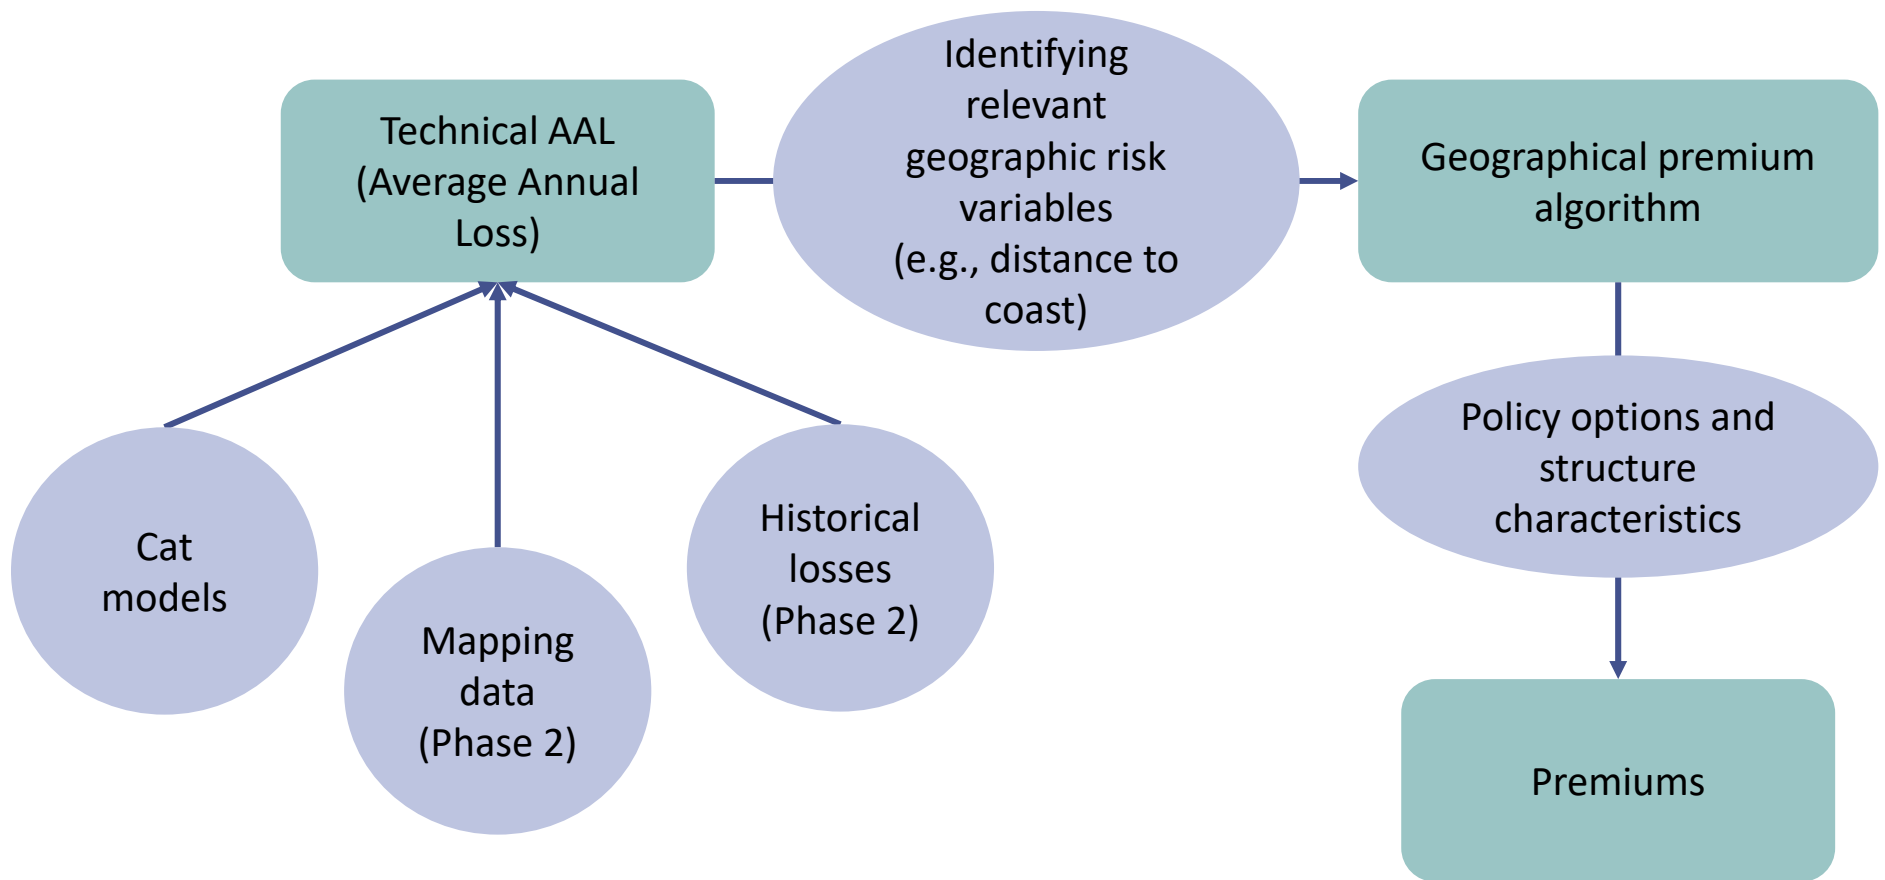 Technical AAL
(Average Annual
Loss)
Identifying
relevant
geographic risk
variables
(e.g., distance to
coast)
Geographical premium
algorithm
Cat
models
Mapping
data
(Phase 2)
Historical
losses
(Phase 2)
Policy options and
structure
characteristics
Premiums